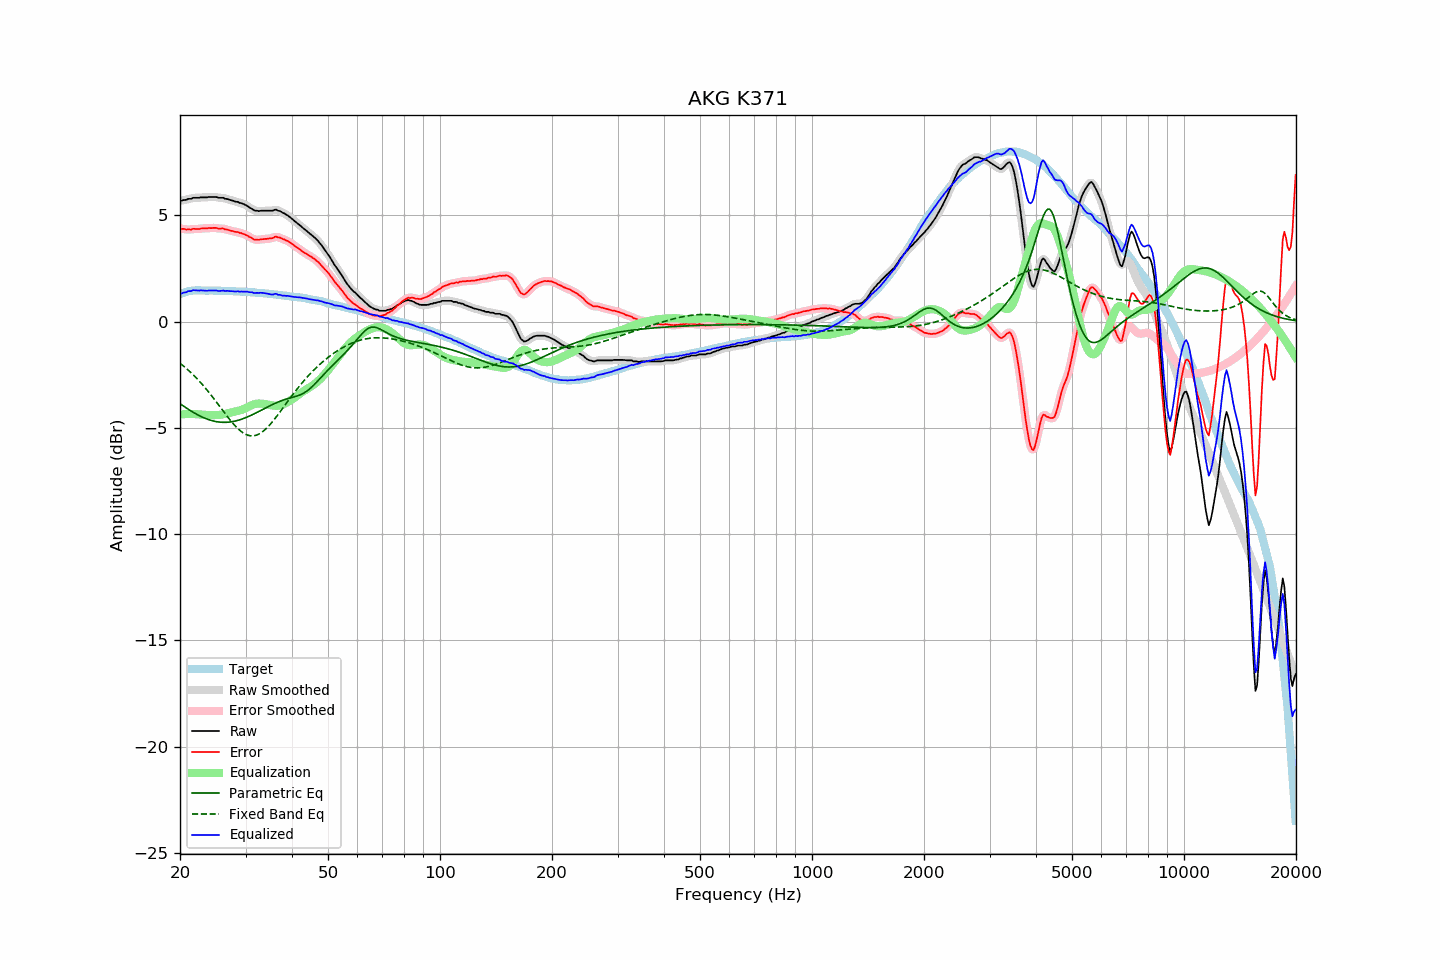 AKG K371
Amplitude (dBr)
5
0
−5
−10
−15
−20
−25
Target
Raw Smoothed
Error Smoothed
Raw
Error
Equalization
Parametric Eq
Fixed Band Eq
Equalized
20 50 100 200 500 1000 2000 5000 10000 20000
Frequency (Hz)